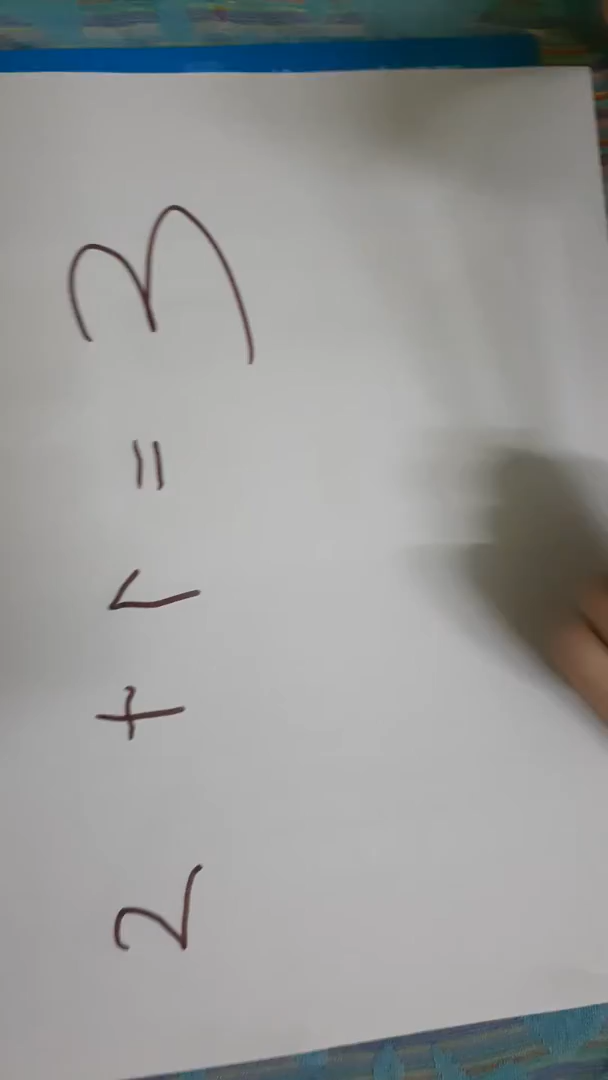 2 + 1 = 3